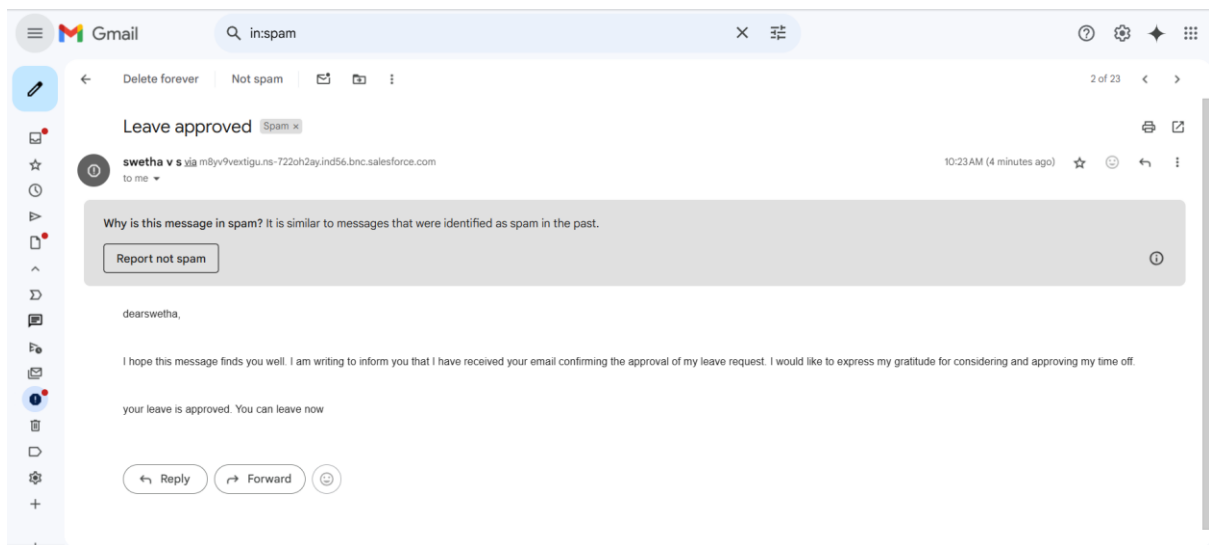 Gmail
in:spam
Delete forever
Not spam
2 of 23
Leave approved Spam ×
swetha v s via m8yv9vextigu.ns-722oh2ay.ind56.bnc.salesforce.com
10:23 AM (4 minutes ago)
to me
Why is this message in spam? It is similar to messages that were identified as spam in the past.
Report not spam
dearswetha,
I hope this message finds you well. I am writing to inform you that I have received your email confirming the approval of my leave request. I would like to express my gratitude for considering and approving my time off.
your leave is approved. You can leave now
Reply
Forward